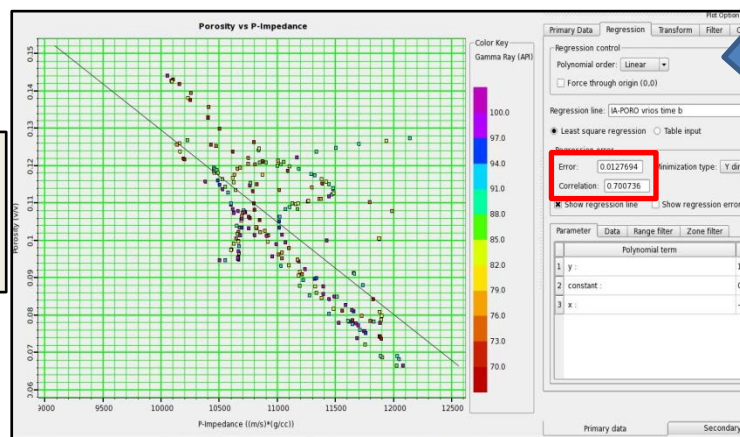 Plot Option
Porosity vs P-Impedance
Porosity (v/v)
0.15
0.14
0.13
0.12
0.11
0.1
0.09
0.08
0.07
0.06
9000 9500 10000 10500 11000 11500 12000 12500
P-Impedance ((m/s)*(g/cc))
Color Key
Gamma Ray (API)
100.0
97.0
94.0
91.0
88.0
85.0
82.0
79.0
76.0
73.0
70.0
Primary Data Regression Transform Filter
Regression control
Polynomial order: Linear
Force through origin (0,0)
Regression line: IA-PORO vrios time b
Least square regression Table input
Regression error
Error: 0.0127694 Minimization type: Y
Correlation: 0.700736
Show regression line Show regression error
Parameter Data Range filter Zone filter
Polynomial term
1 y :
2 constant :
3 x :
Primary data Secondary